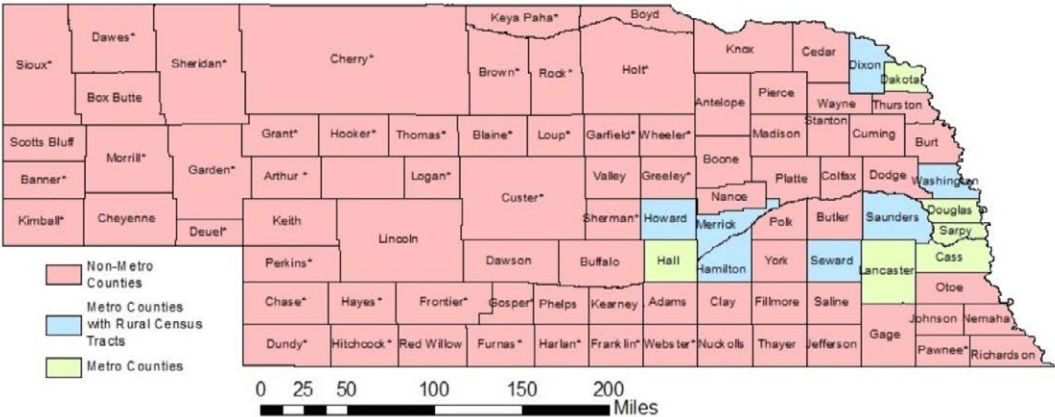 Keya Paha*
Boyd
Dawes*
Sioux*
Sheridan*
Cherry*
Brown*
Rock*
Holt*
Knox
Cedar
Dixon
Dakota
Box Butte
Antelope
Pierce
Wayne
Thurston
Scotts Bluff
Morrill*
Garden*
Grant*
Hooker*
Thomas*
Blaine*
Loup*
Garfield*
Wheeler*
Madison
Stanton
Cuming
Burt
Banner*
Arthur *
Logan*
Custer*
Valley
Greeley*
Boone
Platte
Colfax
Dodge
Washington
Nance
Kimball*
Cheyenne
Deuel*
Keith
Lincoln
Sherman*
Howard
Merrick
Polk
Butler
Saunders
Douglas
Sarpy
Perkins*
Dawson
Buffalo
Hall
Hamilton
York
Seward
Lancaster
Cass
Otoe
Chase*
Hayes*
Frontier*
Gosper*
Phelps
Kearney
Adams
Clay
Fillmore
Saline
Gage
Johnson
Nemaha
Dundy*
Hitchcock*
Red Willow
Furnas*
Harlan*
Franklin*
Webster*
Nuckolls
Thayer
Jefferson
Pawnee*
Richardson
Non-Metro
Counties
Metro Counties
with Rural Census
Tracts
Metro Counties
0 25 50 100 150 200
Miles